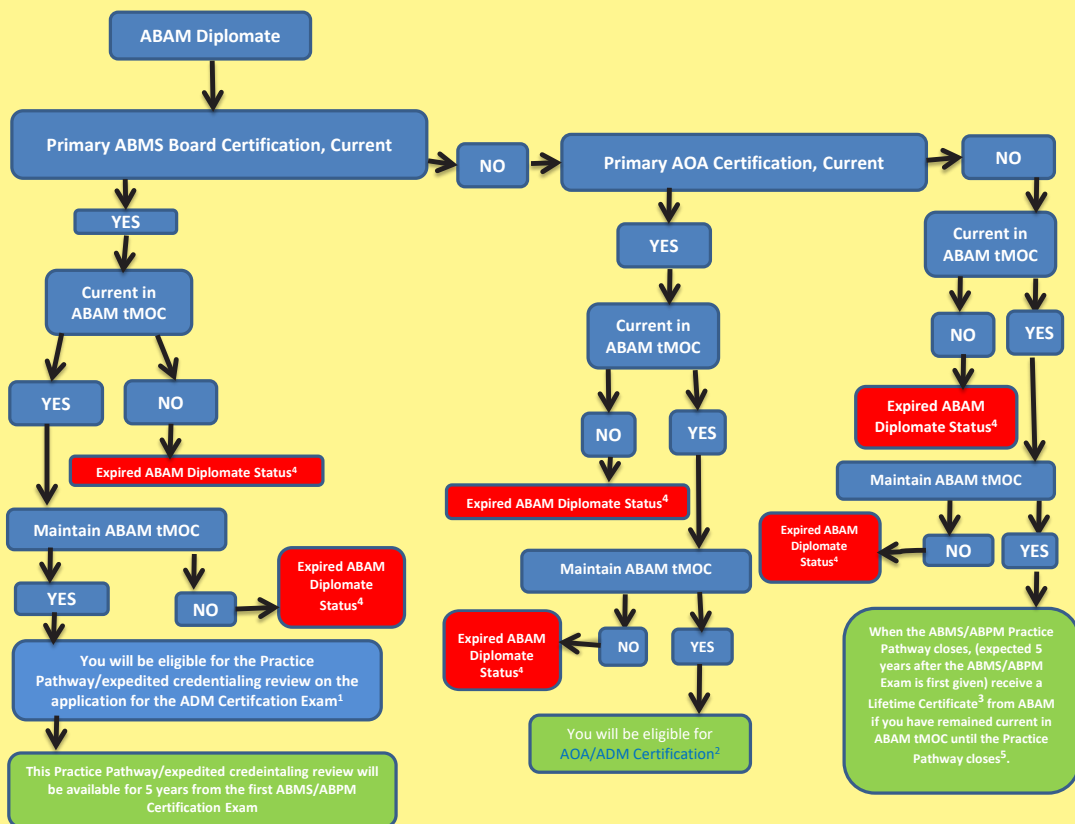 ABAM Diplomate
Primary ABMS Board Certification, Current
NO
Primary AOA Certification, Current
NO
YES
Current in
ABAM tMOC
YES
NO
Expired ABAM Diplomate Status⁴
Maintain ABAM tMOC
YES
NO
Expired ABAM
Diplomate
Status⁴
You will be eligible for the Practice
Pathway/expedited credentialing review on the
application for the ADM Certifcation Exam¹
This Practice Pathway/expedited credeintaling review will
be available for 5 years from the first ABMS/ABPM
Certification Exam
YES
Current in
ABAM tMOC
NO
YES
Expired ABAM Diplomate Status⁴
Maintain ABAM tMOC
Expired ABAM
Diplomate
Status⁴
NO
YES
You will be eligible for
AOA/ADM Certification²
Current in
ABAM tMOC
NO
YES
Expired ABAM
Diplomate Status⁴
Maintain ABAM tMOC
Expired ABAM
Diplomate
Status⁴
NO
YES
When the ABMS/ABPM Practice
Pathway closes, (expected 5
years after the ABMS/ABPM
Exam is first given) receive a
Lifetime Certificate³ from ABAM
if you have remained current in
ABAM tMOC until the Practice
Pathway closes⁵.